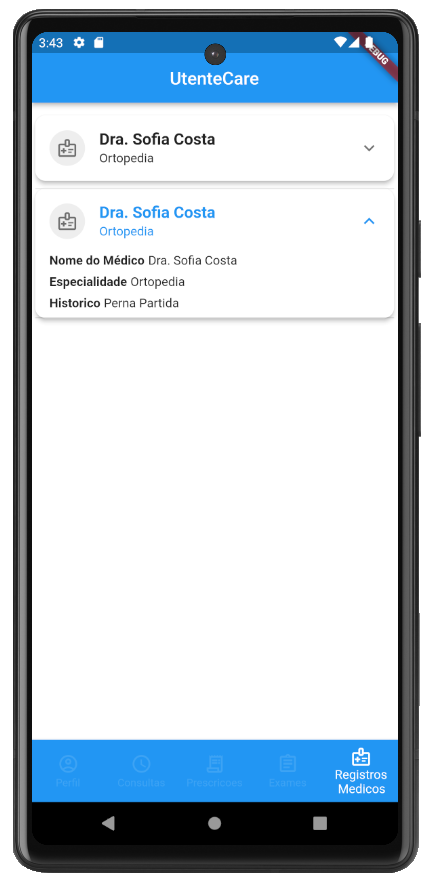 3:43
DEBUG
UtenteCare
Dra. Sofia Costa
Ortopedia
Dra. Sofia Costa
Ortopedia
Nome do Médico Dra. Sofia Costa
Especialidade Ortopedia
Historico Perna Partida
Perfil
Consultas
Prescricoes
Exames
Registros
Medicos